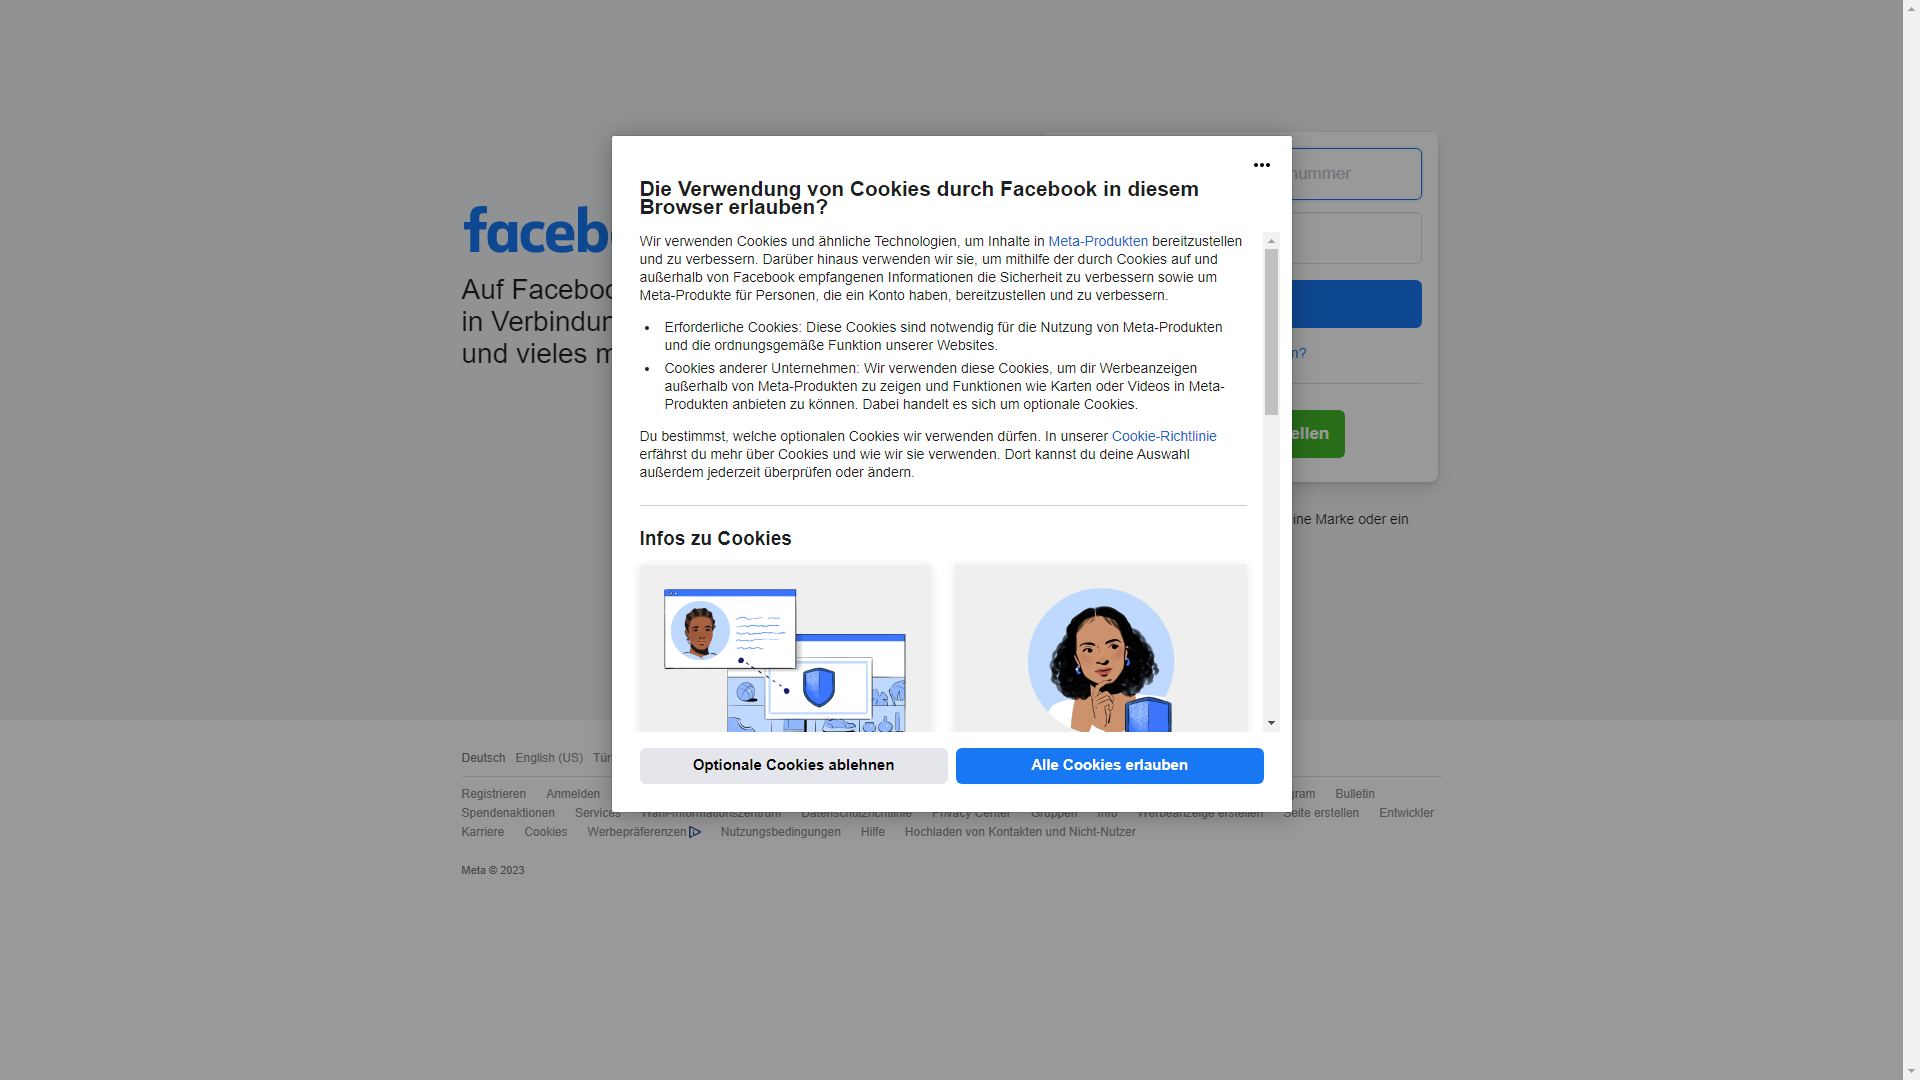 Die Verwendung von Cookies durch Facebook in diesem
Browser erlauben?
Wir verwenden Cookies und ähnliche Technologien, um Inhalte in Meta-Produkten bereitzustellen
und zu verbessern. Darüber hinaus verwenden wir sie, um mithilfe der durch Cookies auf und
außerhalb von Facebook empfangenen Informationen die Sicherheit zu verbessern sowie um
Meta-Produkte für Personen, die ein Konto haben, bereitzustellen und zu verbessern.
• Erforderliche Cookies: Diese Cookies sind notwendig für die Nutzung von Meta-Produkten
und die ordnungsgemäße Funktion unserer Websites.
• Cookies anderer Unternehmen: Wir verwenden diese Cookies, um dir Werbeanzeigen
außerhalb von Meta-Produkten zu zeigen und Funktionen wie Karten oder Videos in Meta-
Produkten anbieten zu können. Dabei handelt es sich um optionale Cookies.
Du bestimmst, welche optionalen Cookies wir verwenden dürfen. In unserer Cookie-Richtlinie
erfährst du mehr über Cookies und wie wir sie verwenden. Dort kannst du deine Auswahl
außerdem jederzeit überprüfen oder ändern.
Infos zu Cookies
Optionale Cookies ablehnen
Alle Cookies erlauben
faceb
Auf Faceboo
in Verbindun
und vieles m
nummer
n?
ellen
ine Marke oder ein
Deutsch English (US) Tür
Registrieren Anmelden gram Bulletin
Spendenaktionen Services Wahl-Informationszentrum Datenschutzrichtlinie Privacy Center Gruppen Info Werbeanzeige erstellen Seite erstellen Entwickler
Karriere Cookies Werbepräferenzen Nutzungsbedingungen Hilfe Hochladen von Kontakten und Nicht-Nutzer
Meta © 2023